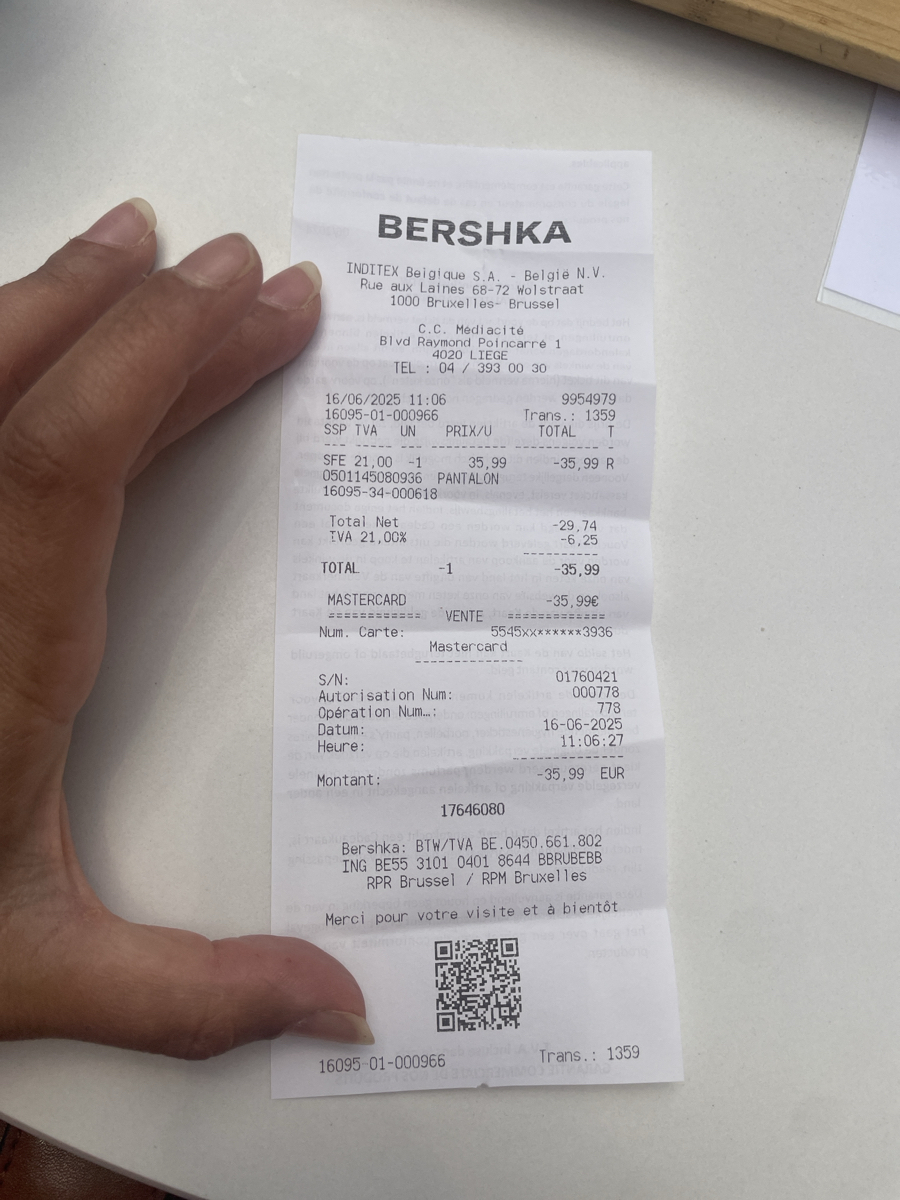 BERSHKA
INDITEX Belgique S.A. - België N.V.
Rue aux Laines 68-72 Wolstraat
1000 Bruxelles- Brussel
C.C. Médiacité
Blvd Raymond Poincarré 1
4020 LIEGE
TEL : 04 / 393 00 30
16/06/2025 11:06 9954979
16095-01-000966 Trans.: 1359
SSP TVA UN PRIX/U TOTAL T
--- ----- --- ---------- ----------- --
SFE 21,00 -1 35,99 -35,99 R
0501145080936 PANTALON
16095-34-000618
Total Net -29,74
TVA 21,00% -6,25
----------
TOTAL -1 -35,99
MASTERCARD -35,99€
============ VENTE ============
Num. Carte: 5545xx******3936
Mastercard
--------------
S/N: 01760421
Autorisation Num: 000778
Opération Num…: 778
Datum: 16-06-2025
Heure: 11:06:27
--------------
Montant: -35,99 EUR
17646080
Bershka: BTW/TVA BE.0450.661.802
ING BE55 3101 0401 8644 BBRUBEBB
RPR Brussel / RPM Bruxelles
Merci pour votre visite et à bientôt
16095-01-000966 Trans.: 1359